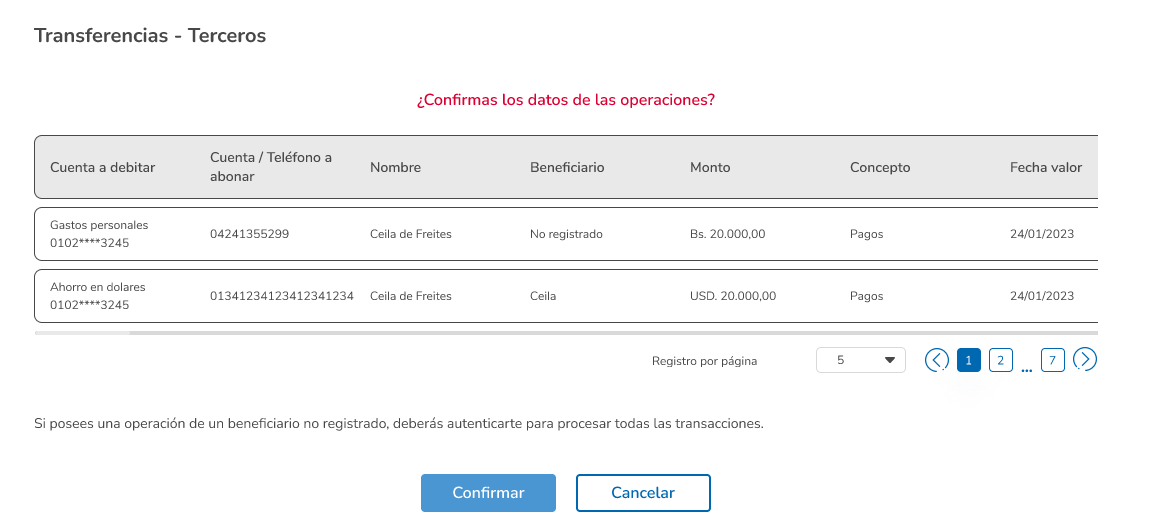 Transferencias - Terceros
¿Confirmas los datos de las operaciones?
Cuenta a debitar
Cuenta / Teléfono a
abonar
Nombre
Beneficiario
Monto
Concepto
Fecha valor
Gastos personales
0102****3245
04241355299
Ceila de Freites
No registrado
Bs. 20.000,00
Pagos
24/01/2023
Ahorro en dolares
0102****3245
01341234123412341234
Ceila de Freites
Ceila
USD. 20.000,00
Pagos
24/01/2023
Registro por página
5
1
2
...
7
Si posees una operación de un beneficiario no registrado, deberás autenticarte para procesar todas las transacciones.
Confirmar
Cancelar